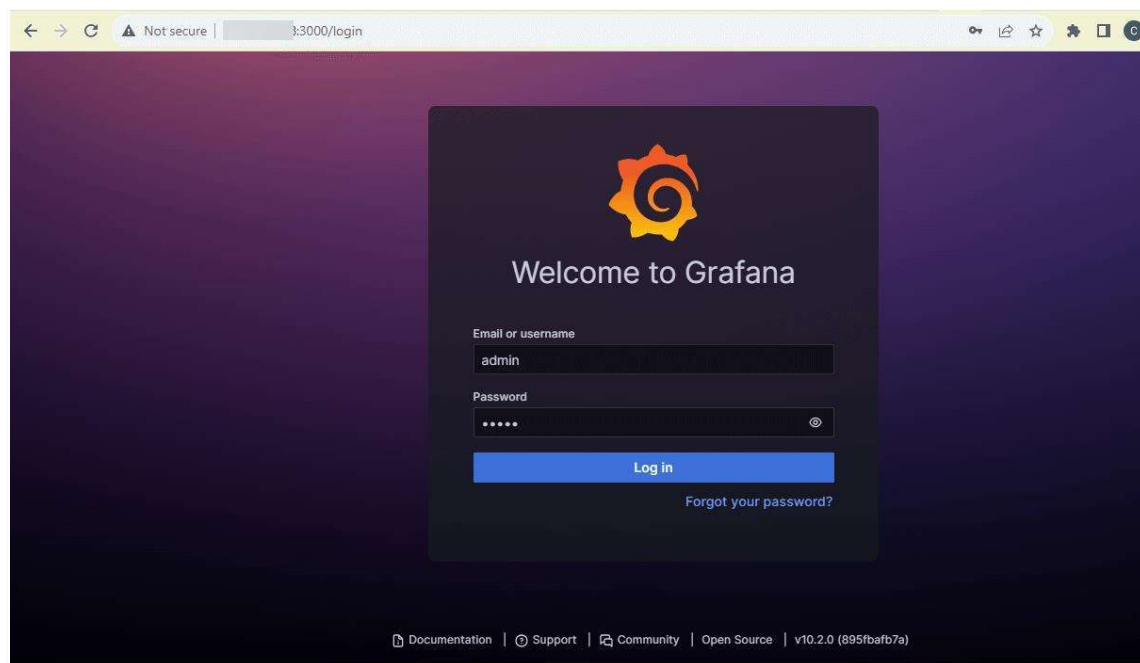 Not secure | 3:3000/login
C
Welcome to Grafana
Email or username
admin
Password
•••••
Log in
Forgot your password?
Documentation | Support | Community | Open Source | v10.2.0 (895fbafb7a)